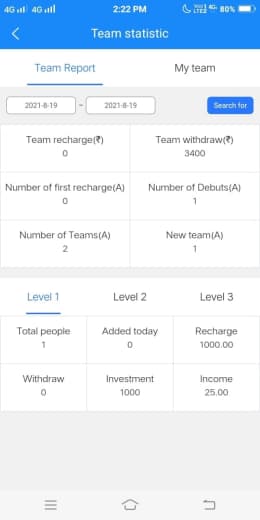 4G 4G 2:22 PM 4G 80%
Team statistic
Team Report My team
2021-8-19 - 2021-8-19 Search for
Team recharge(₹) Team withdraw(₹)
0 3400
Number of first recharge(A) Number of Debuts(A)
0 1
Number of Teams(A) New team(A)
2 1
Level 1 Level 2 Level 3
Total people Added today Recharge
1 0 1000.00
Withdraw Investment Income
0 1000 25.00